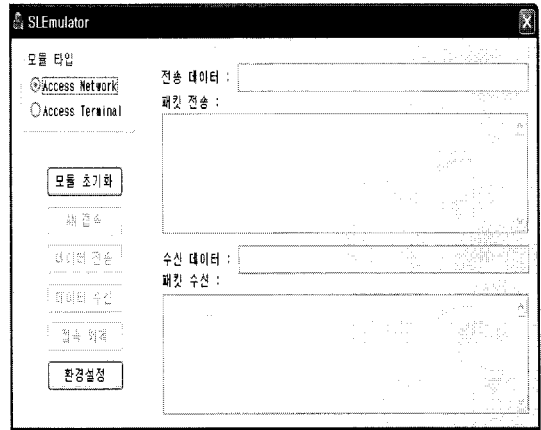 SLEmulator
모듈 타입
Access Network
Access Terminal
전송 데이터 :
패킷 전송 :
모듈 초기화
AN 접속
데이터 전송
수신 데이터 :
패킷 수신 :
데이터 수신
접속 해제
환경설정